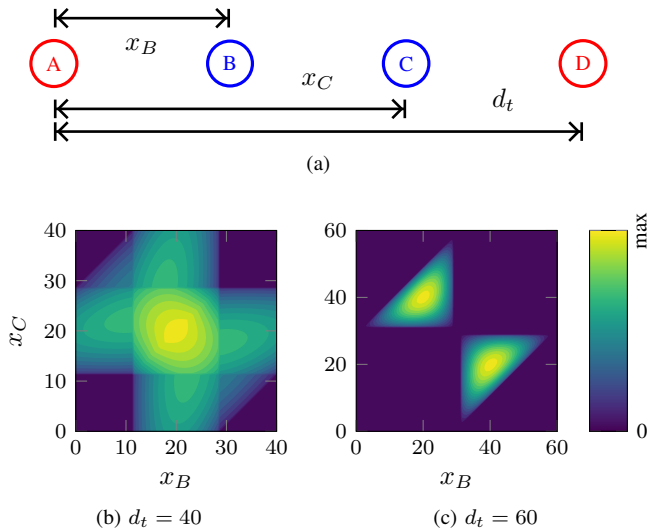 x_B
A B C D
x_C
d_t
(a)
40
30
20
10
0
0 10 20 30 40
x_C
x_B
(b) d_t = 40
60
40
20
0
0 20 40 60
x_B
(c) d_t = 60
max
0